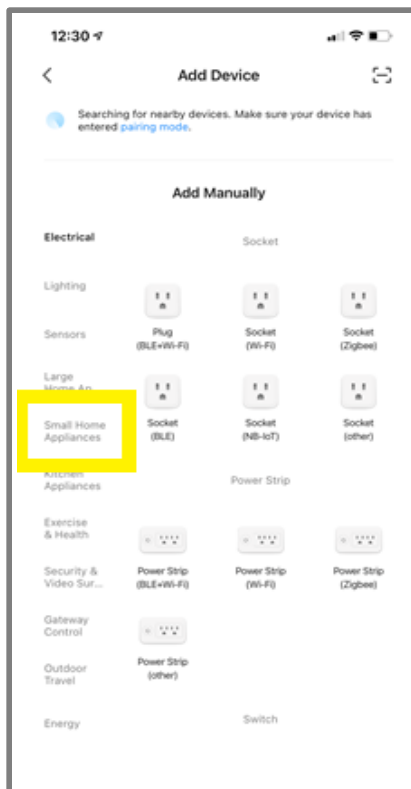 12:30
Add Device
Searching for nearby devices. Make sure your device has
entered pairing mode.
Add Manually
Electrical
Lighting
Sensors
Large
Home Ap...
Small Home
Appliances
Kitchen
Appliances
Exercise
& Health
Security &
Video Sur...
Gateway
Control
Outdoor
Travel
Energy
Socket
Plug
(BLE+Wi-Fi)
Socket
(Wi-Fi)
Socket
(Zigbee)
Socket
(BLE)
Socket
(NB-IoT)
Socket
(other)
Power Strip
Power Strip
(BLE+Wi-Fi)
Power Strip
(Wi-Fi)
Power Strip
(Zigbee)
Power Strip
(other)
Switch